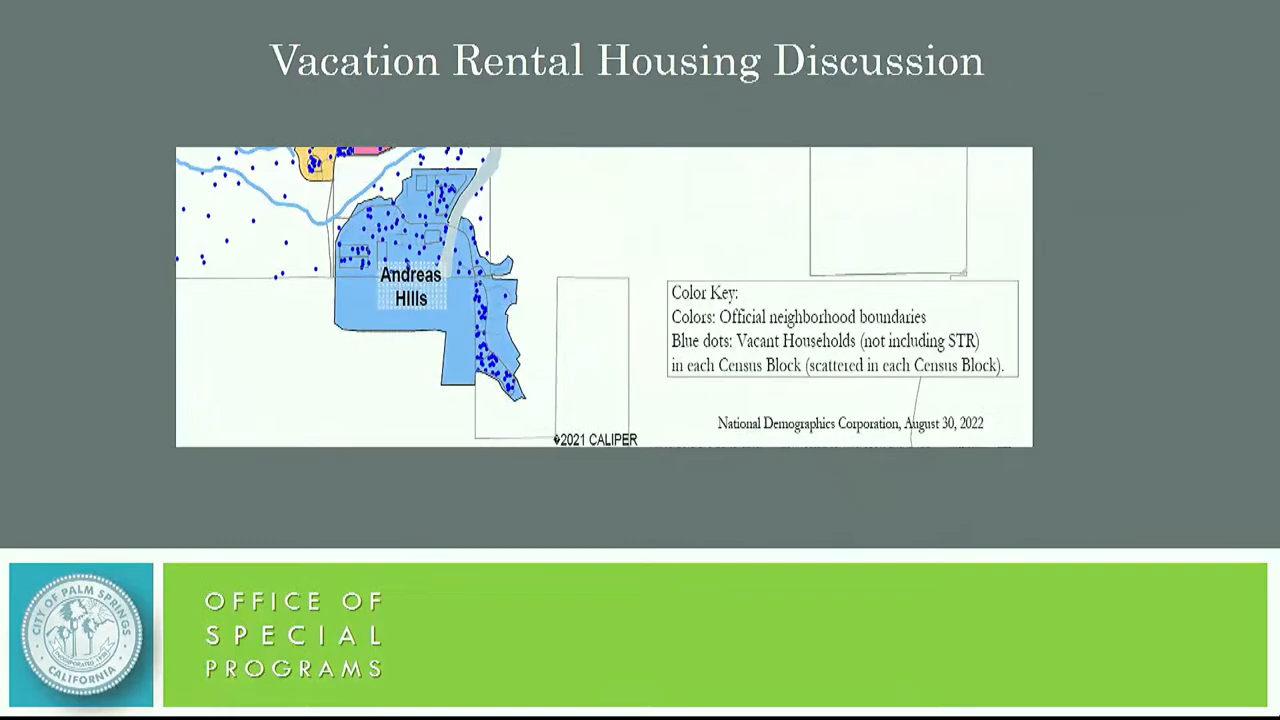 Vacation Rental Housing Discussion
Andreas
HIlls
Color Key:
Colors: Official neighborhood boundaries
Blue dots: Vacant Households (not including STR)
in each Census Block (scattered in each Census Block).
National Demographics Corporation, August 30, 2022
�2021 CALIPER
CITY OF PALM SPRINGS
INCORPORATED 1938
CALIFORNIA
OFFICE OF
SPECIAL
PROGRAMS